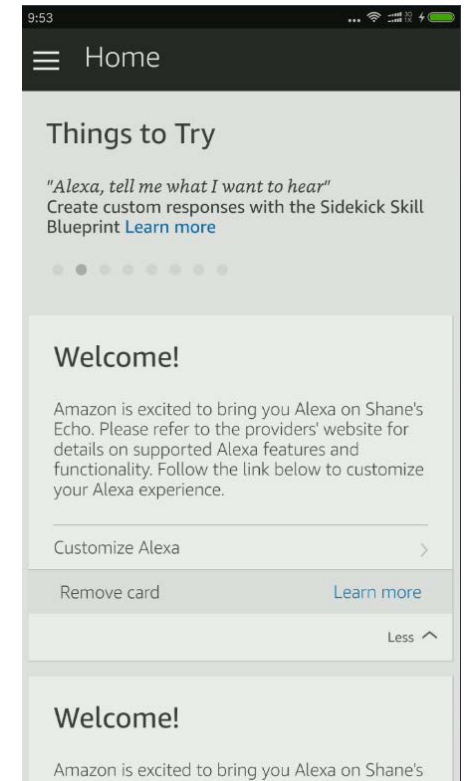 9:53
Home
Things to Try
"Alexa, tell me what I want to hear"
Create custom responses with the Sidekick Skill
Blueprint Learn more
Welcome!
Amazon is excited to bring you Alexa on Shane's
Echo. Please refer to the providers' website for
details on supported Alexa features and
functionality. Follow the link below to customize
your Alexa experience.
Customize Alexa
Remove card Learn more
Less
Welcome!
Amazon is excited to bring you Alexa on Shane's